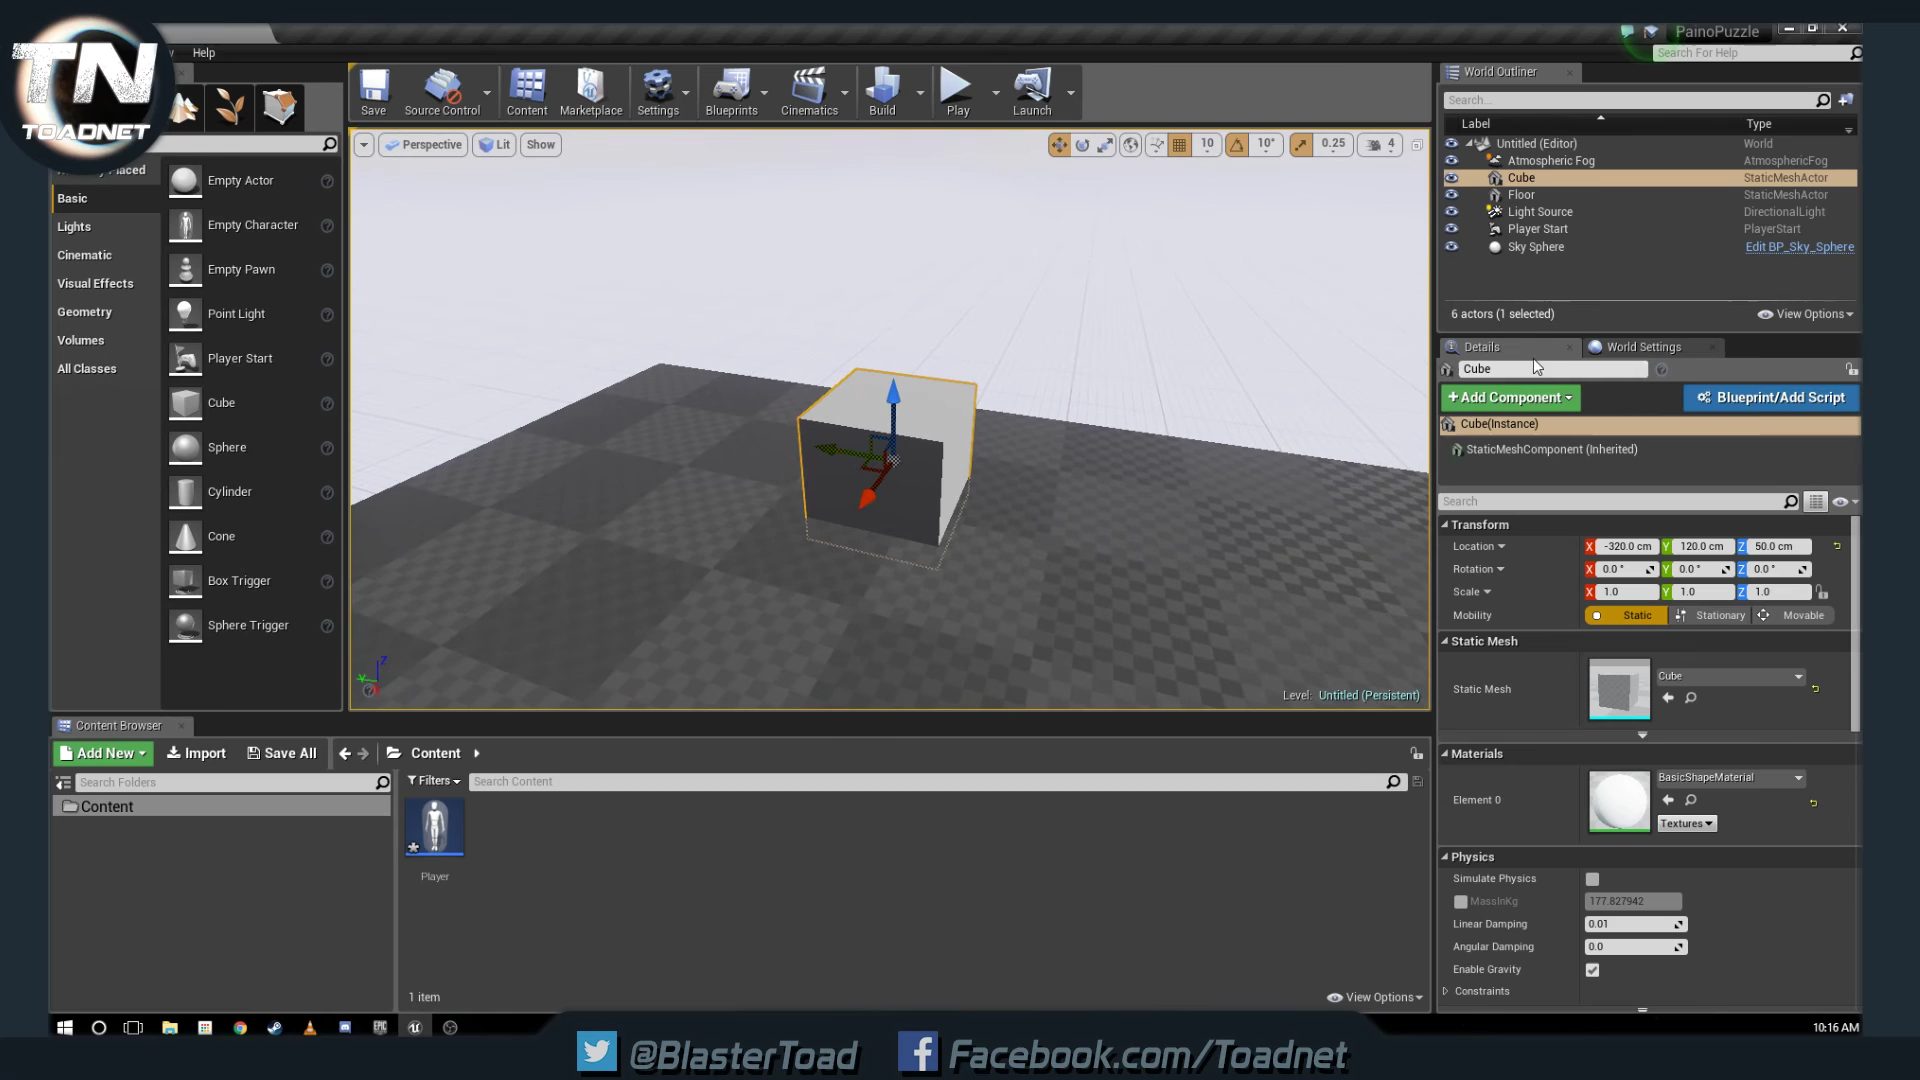 TN
TOADNET
Help
PainoPuzzle
Search For Help
Save
Source Control
Content
Marketplace
Settings
Blueprints
Cinematics
Build
Play
Launch
Placed
Basic
Lights
Cinematic
Visual Effects
Geometry
Volumes
All Classes
Empty Actor
Empty Character
Empty Pawn
Point Light
Player Start
Cube
Sphere
Cylinder
Cone
Box Trigger
Sphere Trigger
Perspective
Lit
Show
10
10°
0.25
4
Level: Untitled (Persistent)
World Outliner
Search...
Label Type
Untitled (Editor) World
Atmospheric Fog AtmosphericFog
Cube StaticMeshActor
Floor StaticMeshActor
Light Source DirectionalLight
Player Start PlayerStart
Sky Sphere Edit BP_Sky_Sphere
6 actors (1 selected) View Options
Details
World Settings
Cube
+Add Component
Blueprint/Add Script
Cube(Instance)
StaticMeshComponent (Inherited)
Search
Transform
Location X -320.0 cm Y 120.0 cm Z 50.0 cm
Rotation X 0.0 ° Y 0.0 ° Z 0.0 °
Scale X 1.0 Y 1.0 Z 1.0
Mobility Static Stationary Movable
Static Mesh
Static Mesh Cube
Materials
Element 0 BasicShapeMaterial
Textures
Physics
Simulate Physics
MassInKg 177.827942
Linear Damping 0.01
Angular Damping 0.0
Enable Gravity
Constraints
Content Browser
Add New
Import
Save All
Content
Search Folders
Content
Filters
Search Content
Player
1 item
View Options
EPIC
10:16 AM
@BlasterToad
Facebook.com/Toadnet